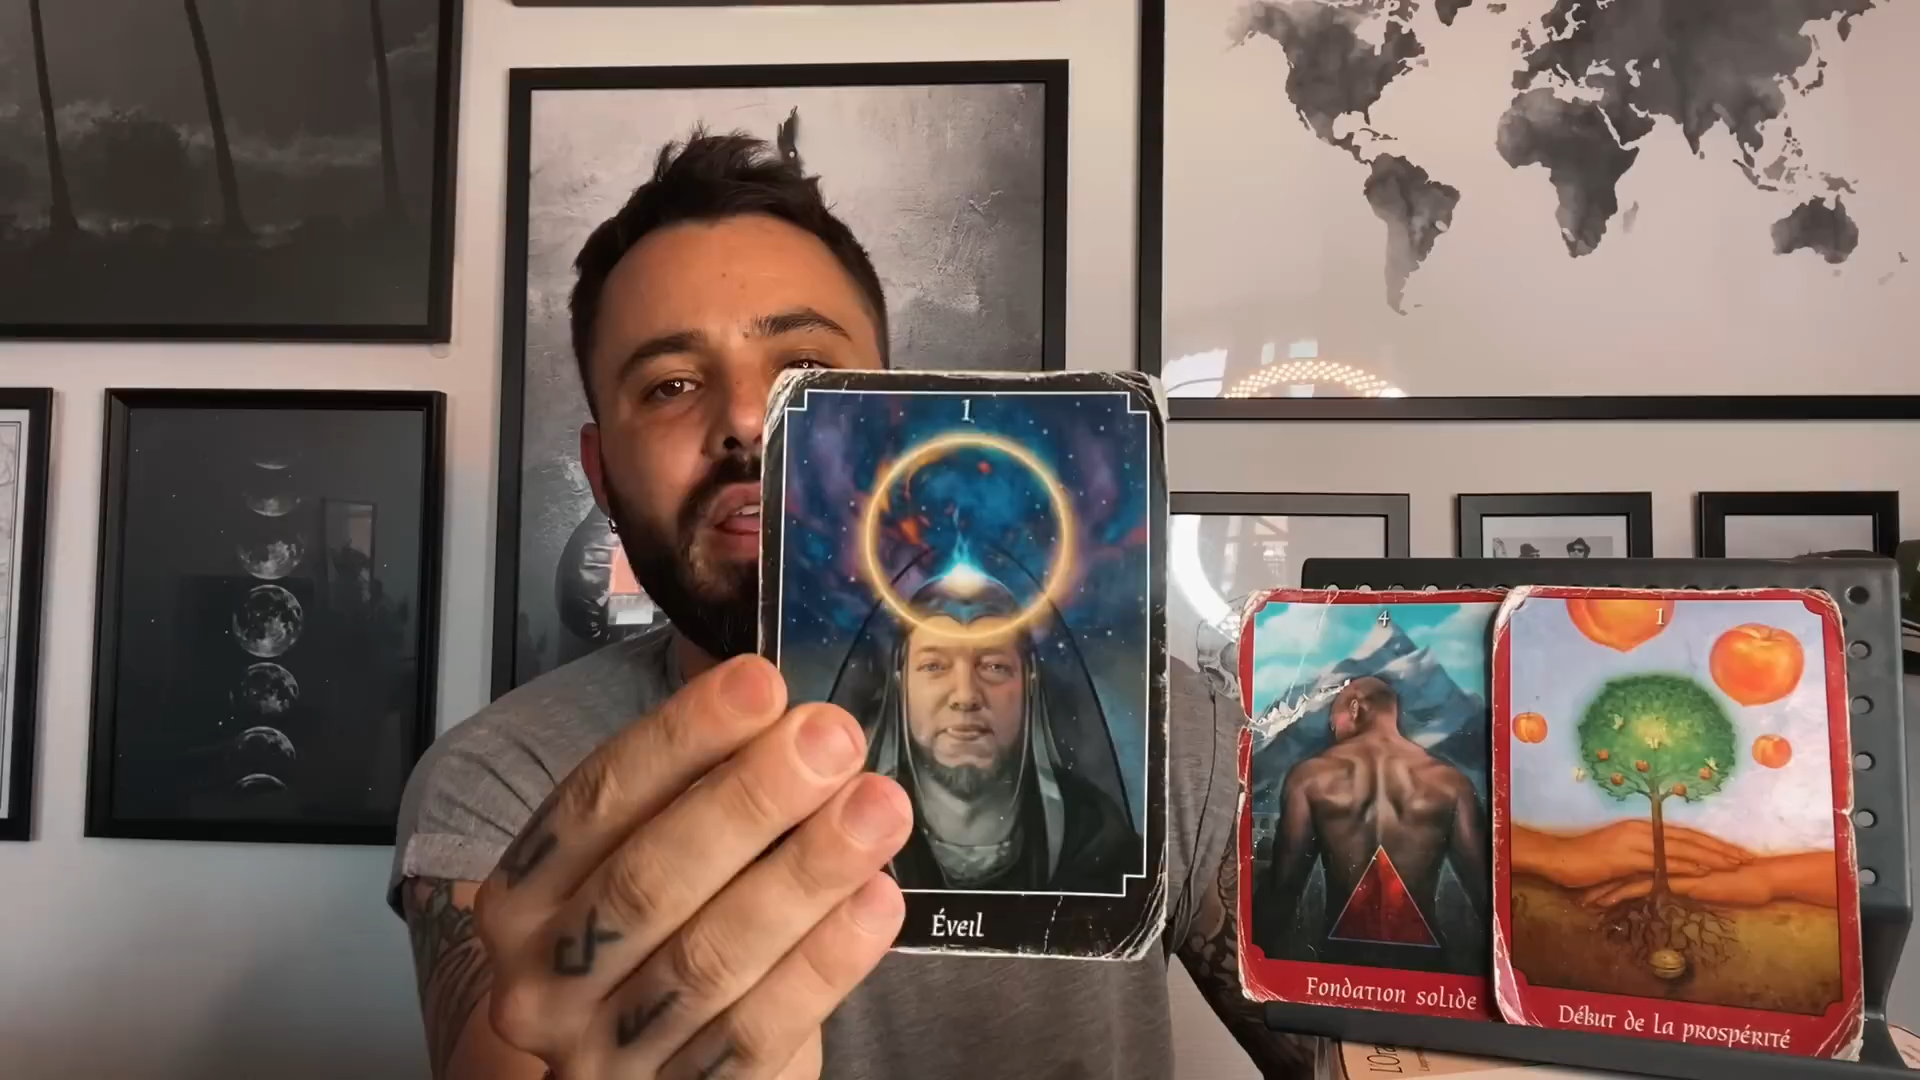 1
Éveil
4
Fondation solide
1
Début de la prospérité